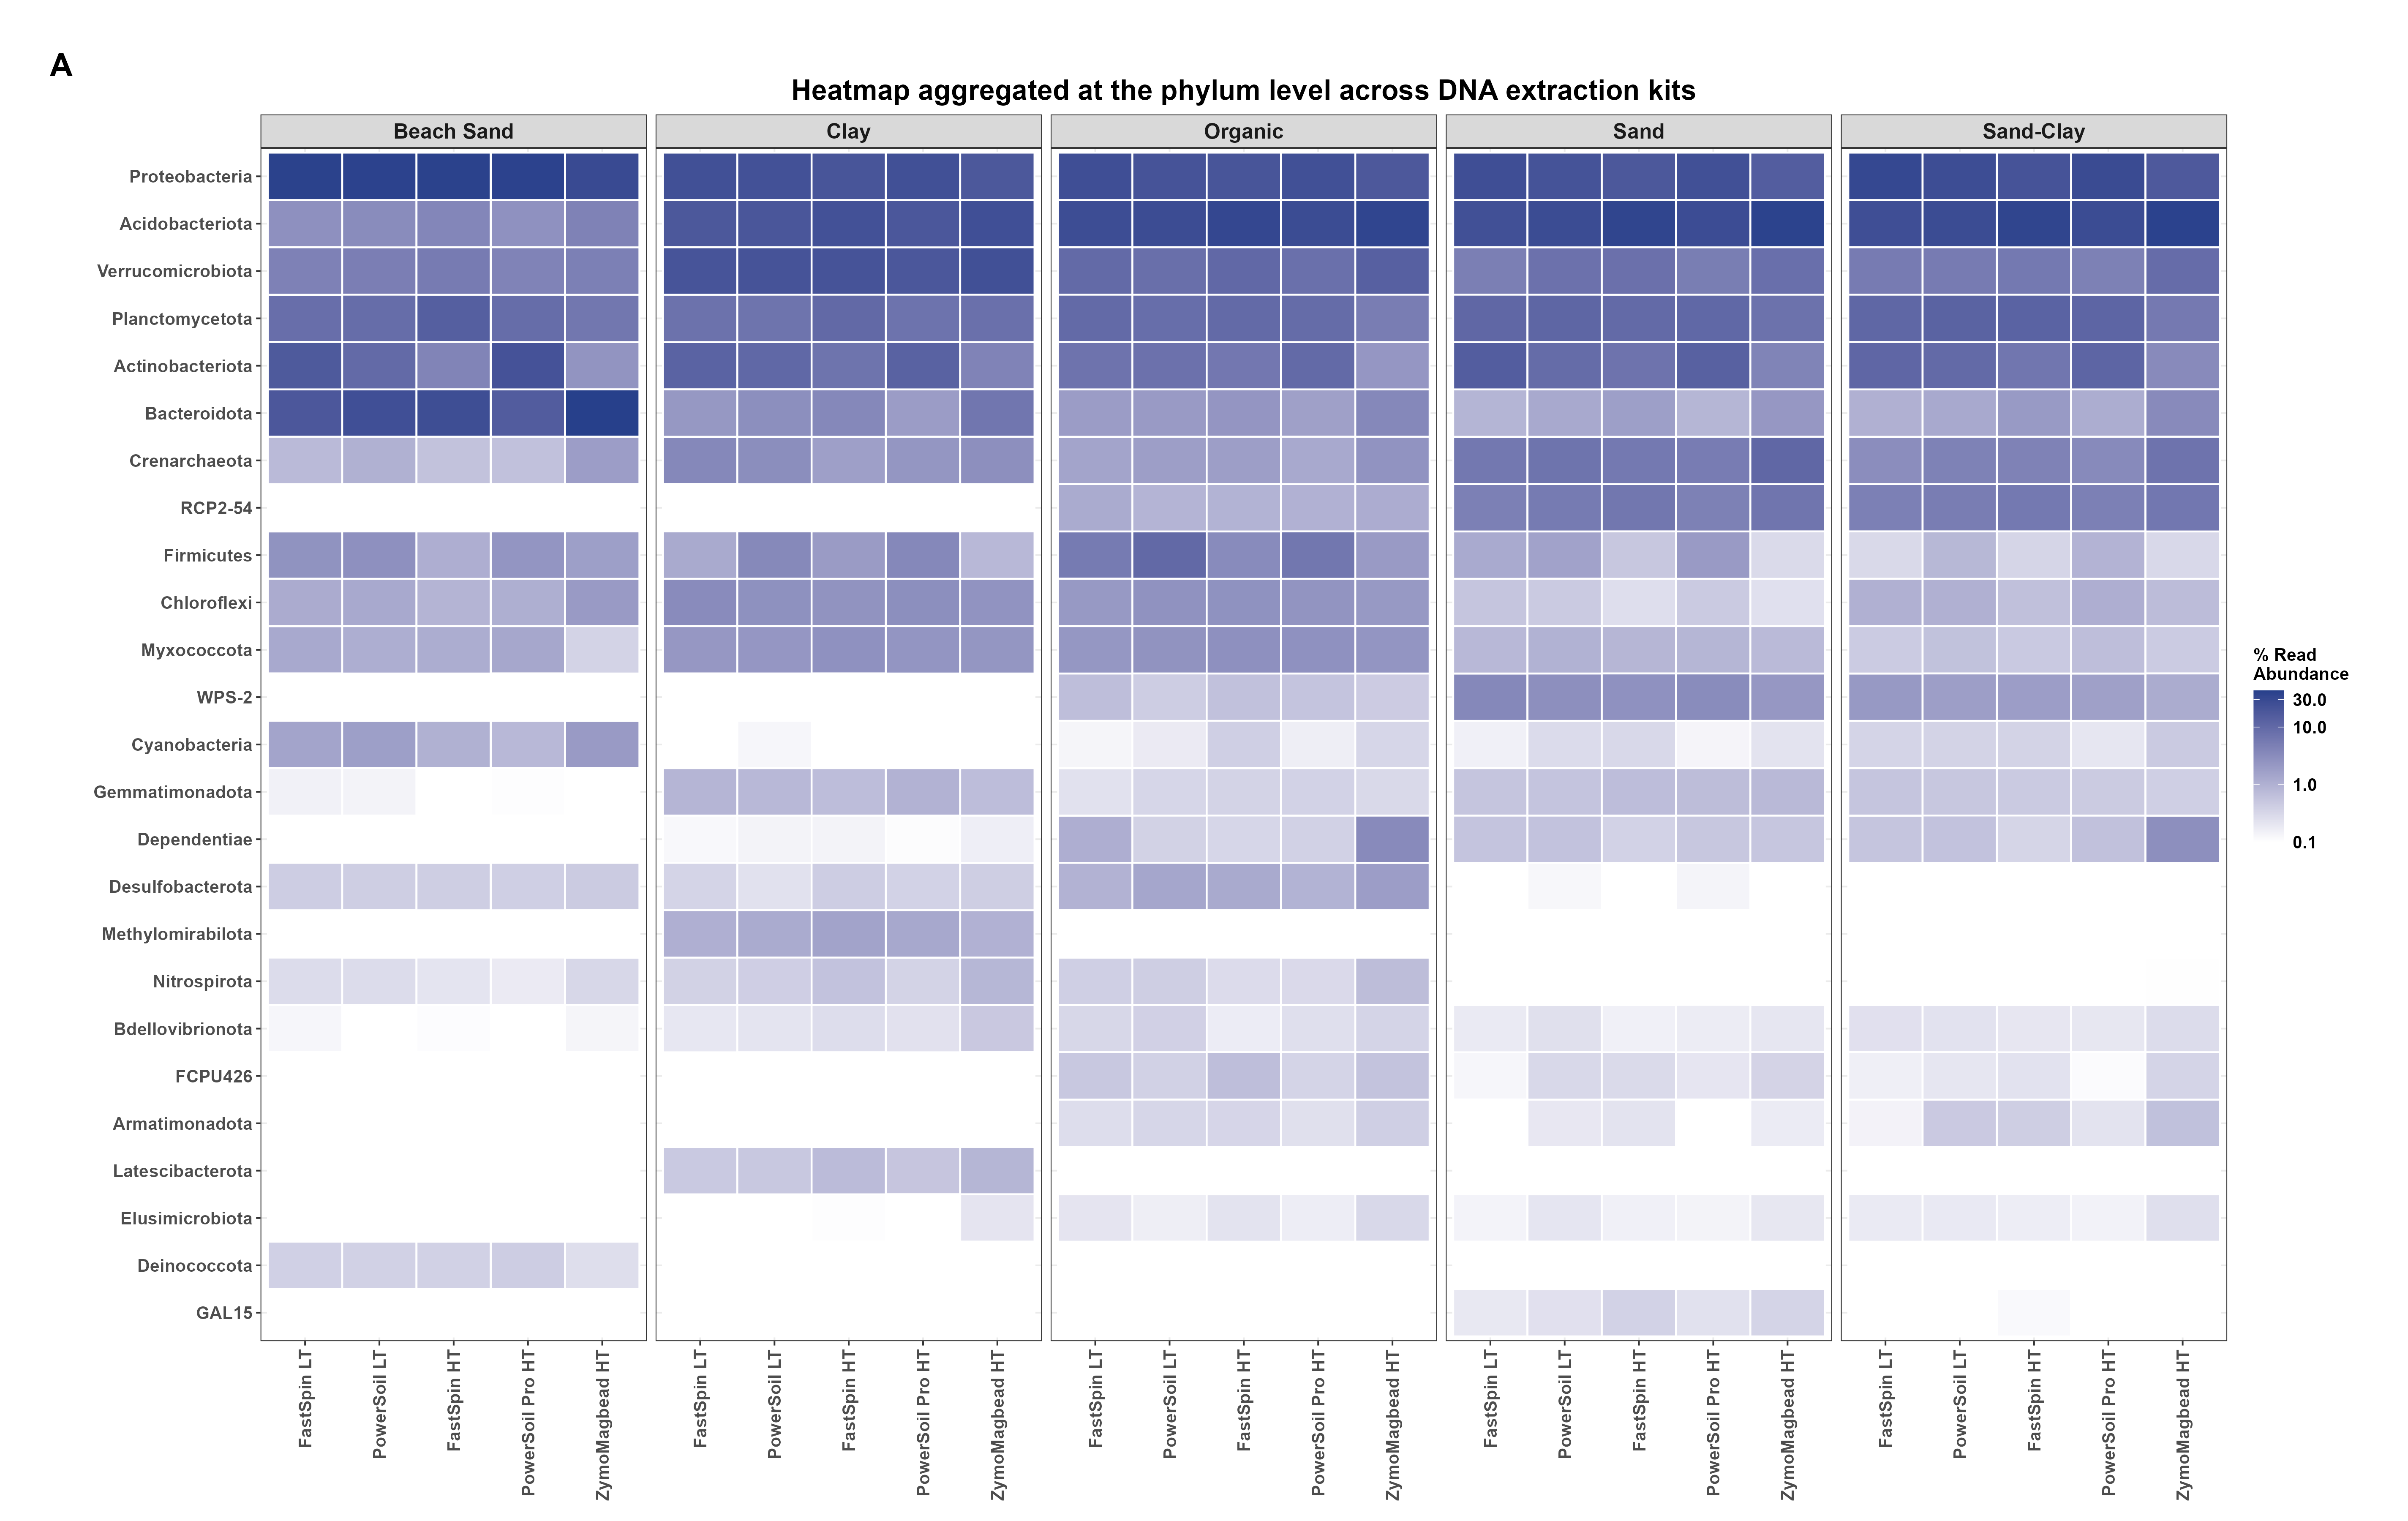 A
Heatmap aggregated at the phylum level across DNA extraction kits
Beach Sand
Clay
Organic
Sand
Sand-Clay
Proteobacteria
Acidobacteriota
Verrucomicrobiota
Planctomycetota
Actinobacteriota
Bacteroidota
Crenarchaeota
RCP2-54
Firmicutes
Chloroflexi
Myxococcota
WPS-2
Cyanobacteria
Gemmatimonadota
Dependentiae
Desulfobacterota
Methylomirabilota
Nitrospirota
Bdellovibrionota
FCPU426
Armatimonadota
Latescibacterota
Elusimicrobiota
Deinococcota
GAL15
FastSpin LT
PowerSoil LT
FastSpin HT
PowerSoil Pro HT
ZymoMagbead HT
FastSpin LT
PowerSoil LT
FastSpin HT
PowerSoil Pro HT
ZymoMagbead HT
FastSpin LT
PowerSoil LT
FastSpin HT
PowerSoil Pro HT
ZymoMagbead HT
FastSpin LT
PowerSoil LT
FastSpin HT
PowerSoil Pro HT
ZymoMagbead HT
FastSpin LT
PowerSoil LT
FastSpin HT
PowerSoil Pro HT
ZymoMagbead HT
% Read
Abundance
30.0
10.0
1.0
0.1